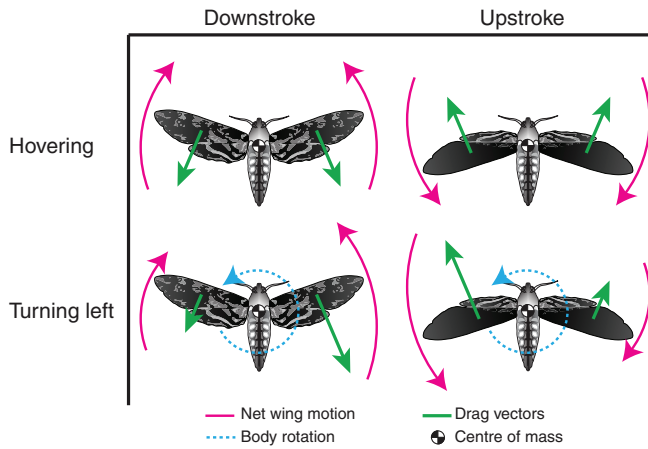 Downstroke Upstroke
Hovering
Turning left
Net wing motion Drag vectors
Body rotation Centre of mass